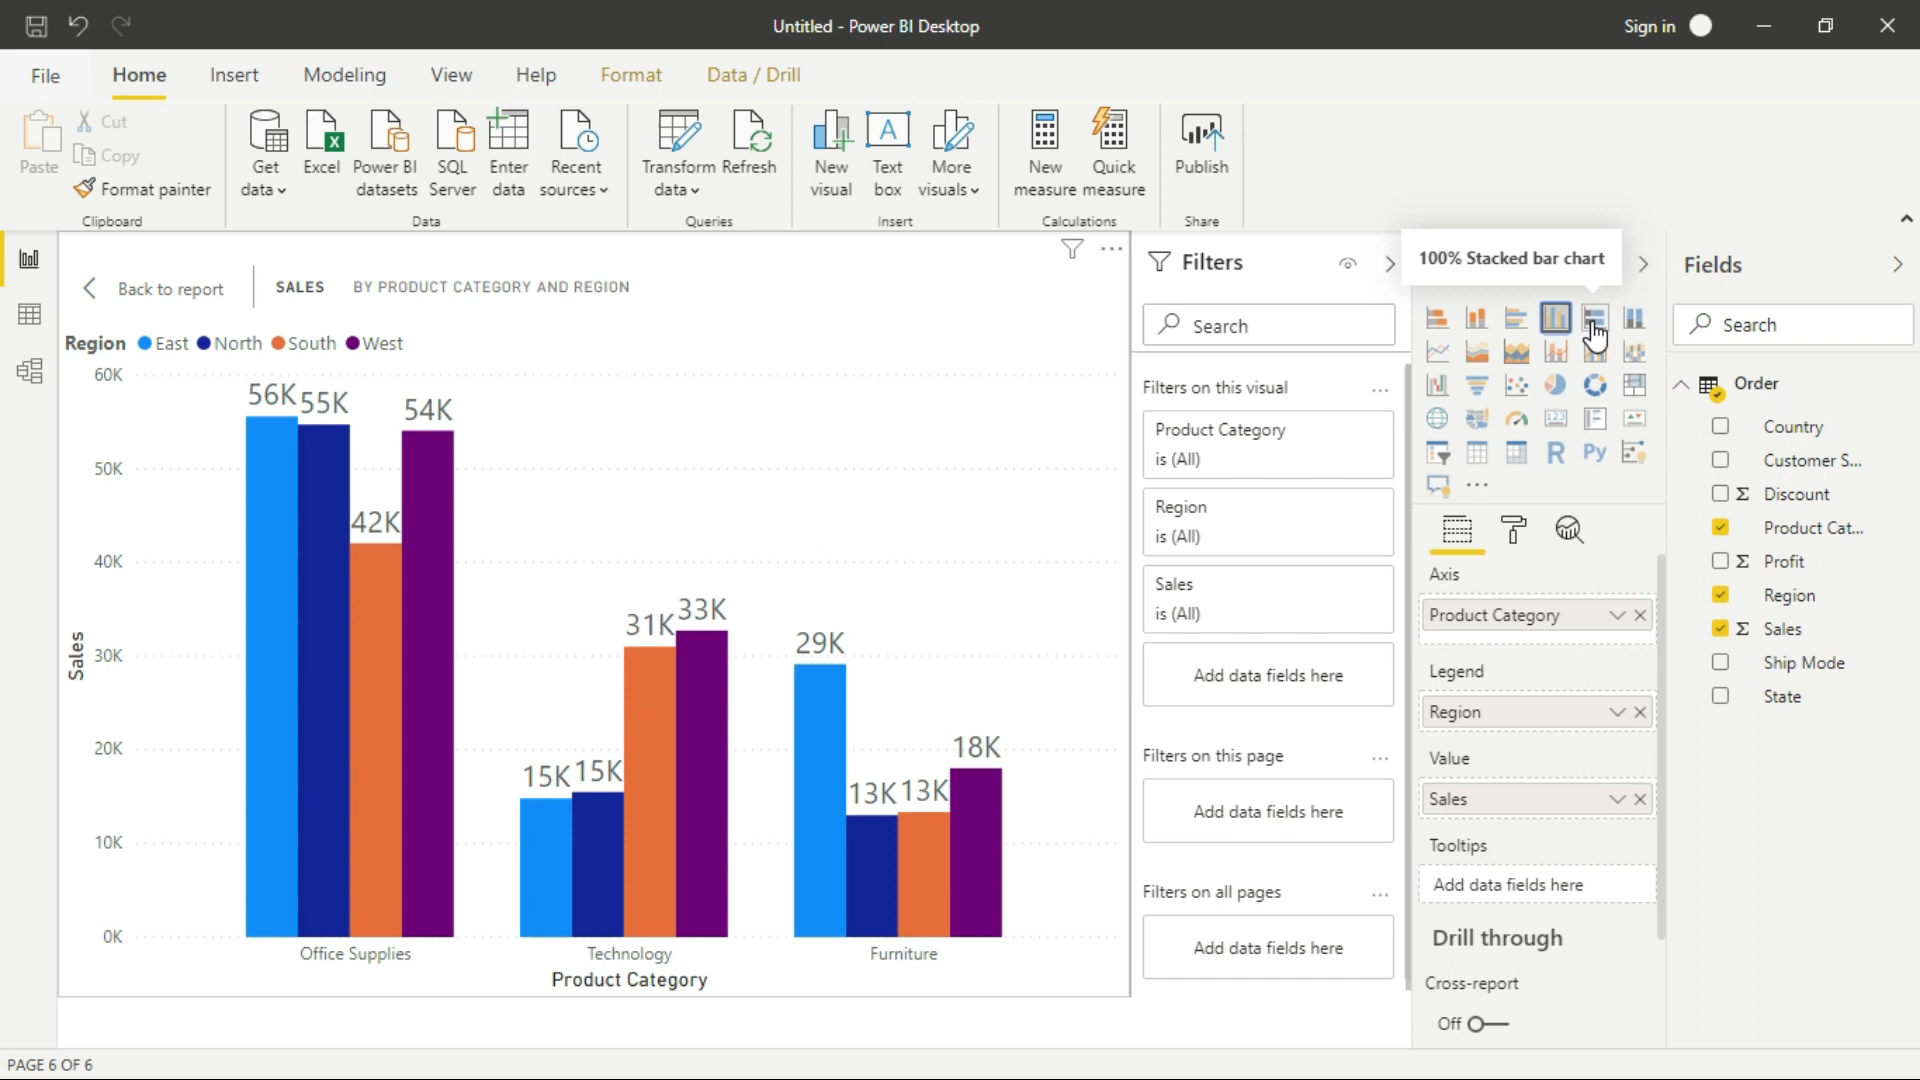 Untitled - Power BI Desktop
Sign in
File
Home
Insert
Modeling
View
Help
Format
Data / Drill
Paste
Cut
Copy
Format painter
Clipboard
Get data
Excel
Power BI datasets
SQL Server
Enter data
Recent sources
Data
Transform data
Refresh
Queries
New visual
A
Text box
More visuals
Insert
New measure
Quick measure
Calculations
Publish
Share
Back to report
SALES
BY PRODUCT CATEGORY AND REGION
Region East North South West
60K
50K
40K
30K
20K
10K
0K
Sales
56K
55K
42K
54K
15K
15K
31K
33K
29K
13K
13K
18K
Office Supplies
Technology
Furniture
Product Category
Filters
Search
Filters on this visual
Product Category
is (All)
Region
is (All)
Sales
is (All)
Add data fields here
Filters on this page
Add data fields here
Filters on all pages
Add data fields here
100% Stacked bar chart
123
R
Py
Axis
Product Category
Legend
Region
Value
Sales
Tooltips
Add data fields here
Drill through
Cross-report
Off
Fields
Search
Order
Country
Customer S...
Σ Discount
Product Cat...
Σ Profit
Region
Σ Sales
Ship Mode
State
PAGE 6 OF 6